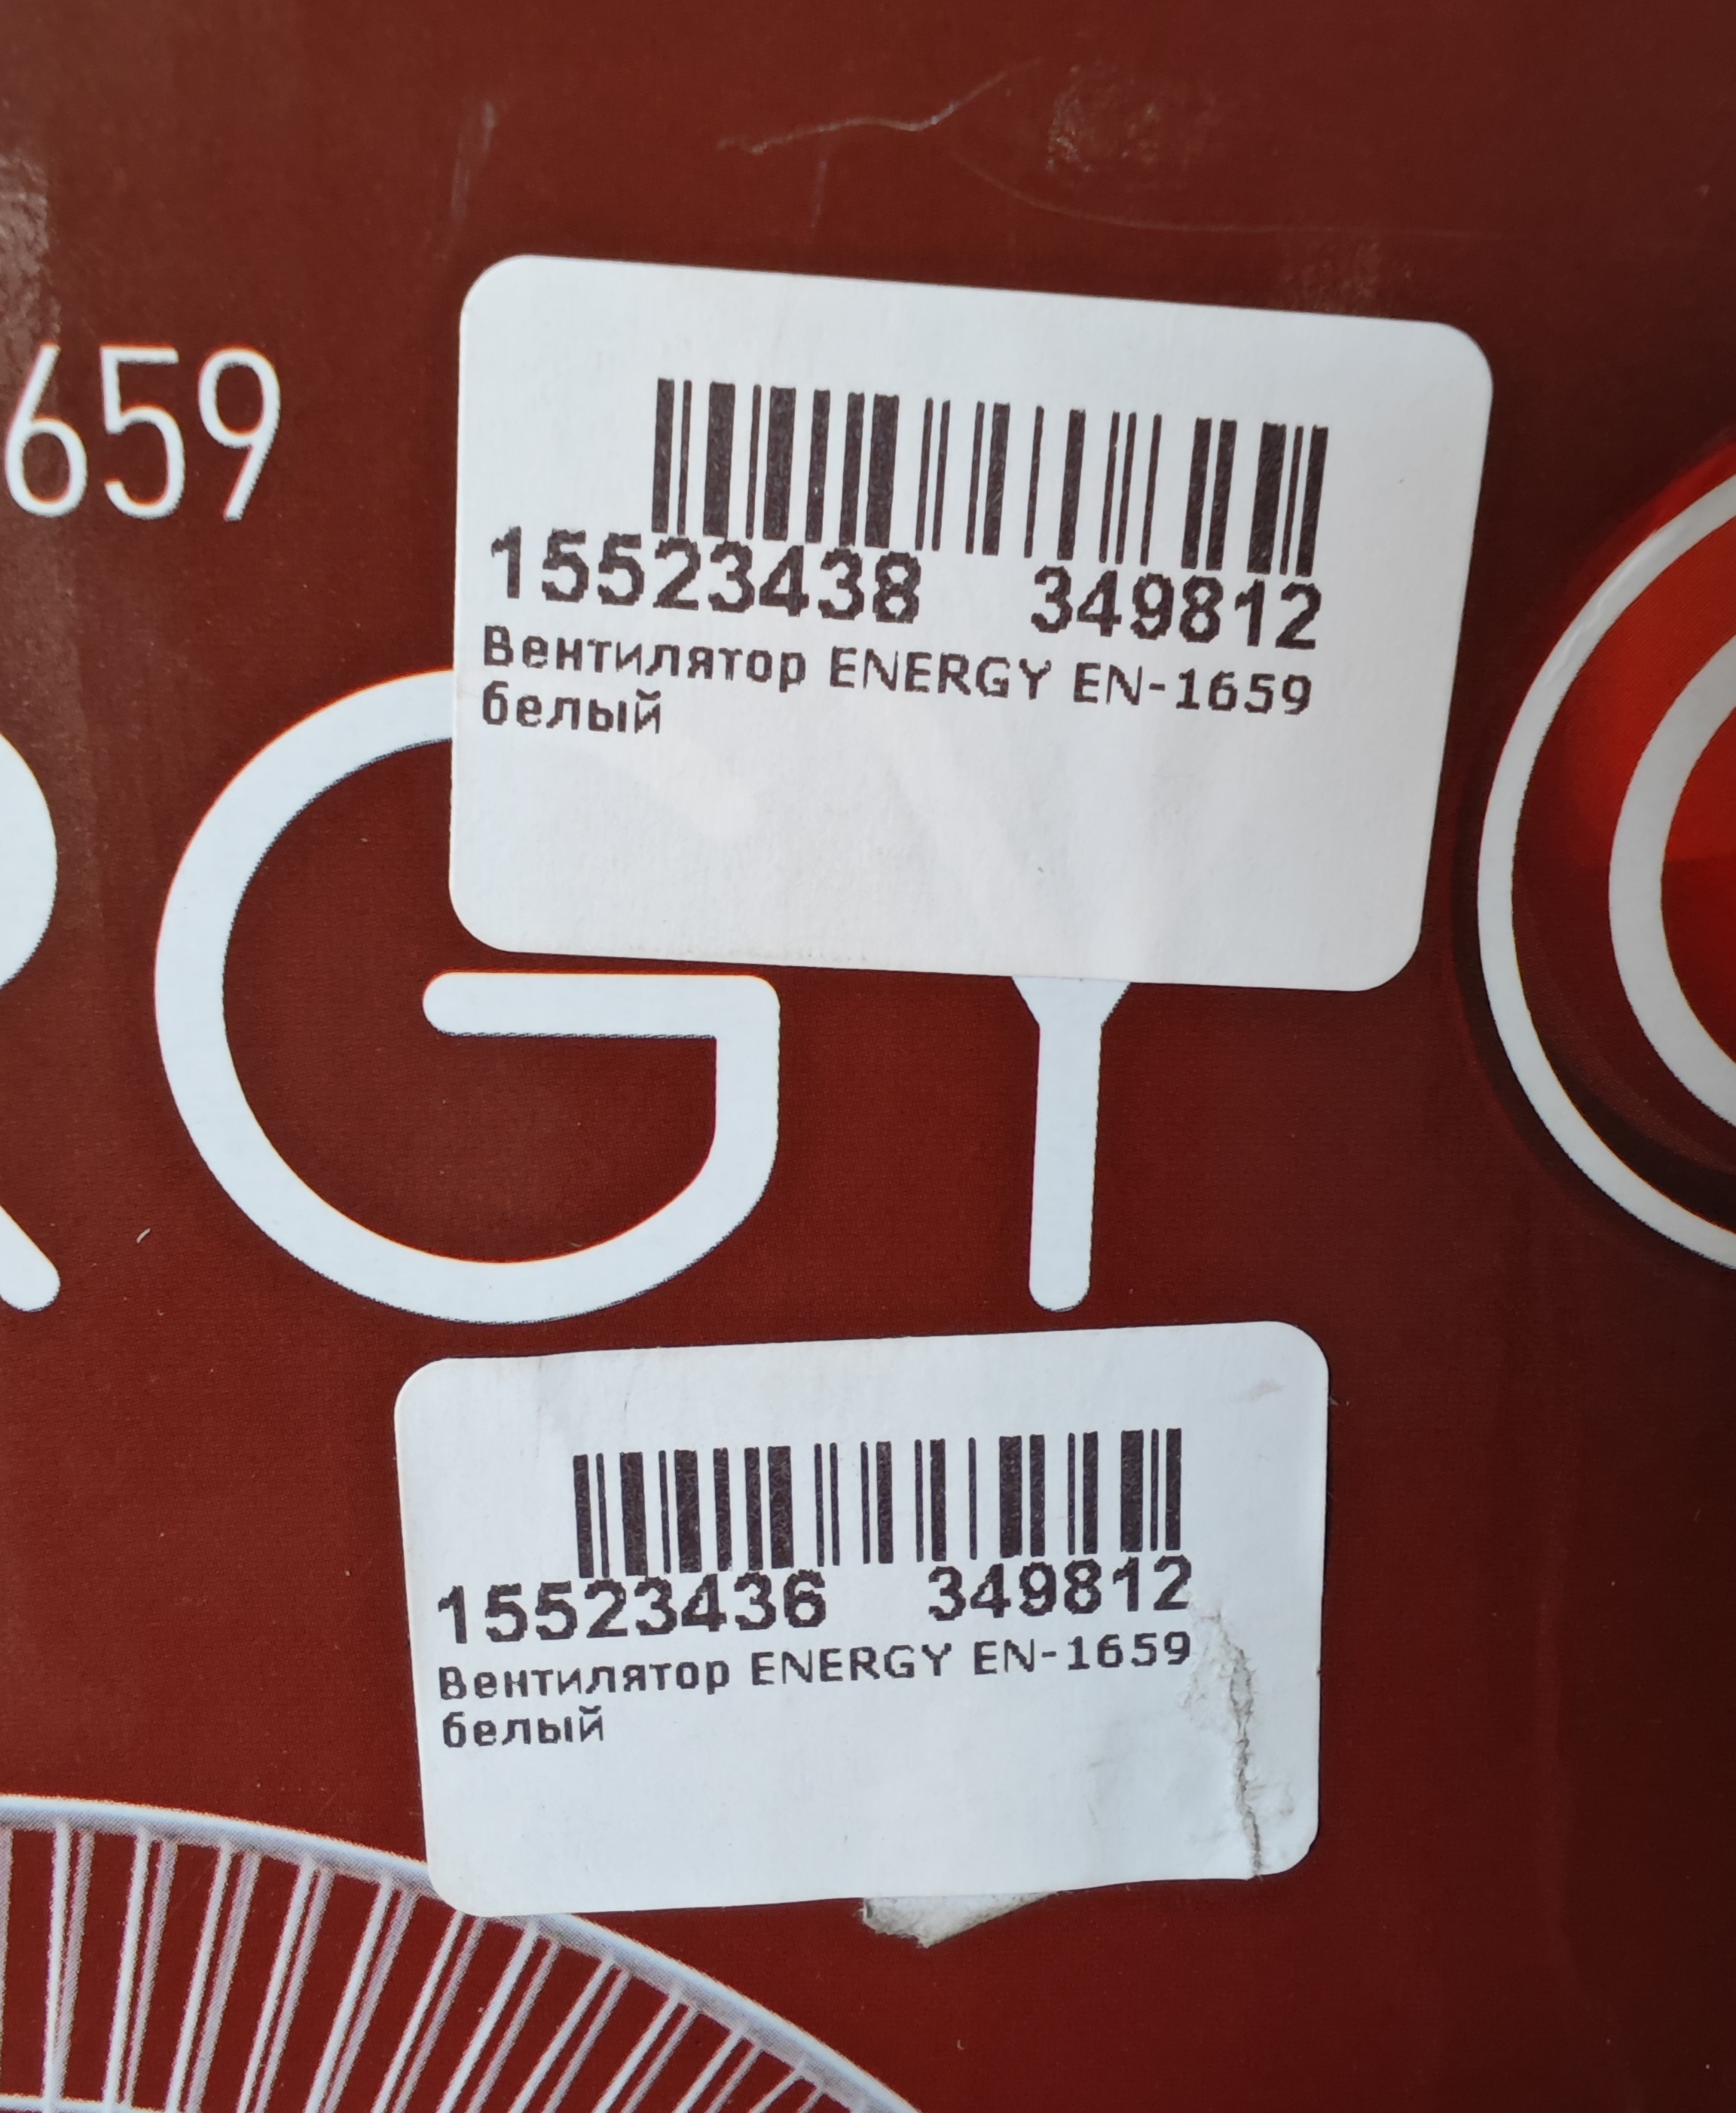 659
15523438 349812
Вентилятор ENERGY EN-1659
белый
RGY
15523436 349812
Вентилятор ENERGY EN-1659
белый